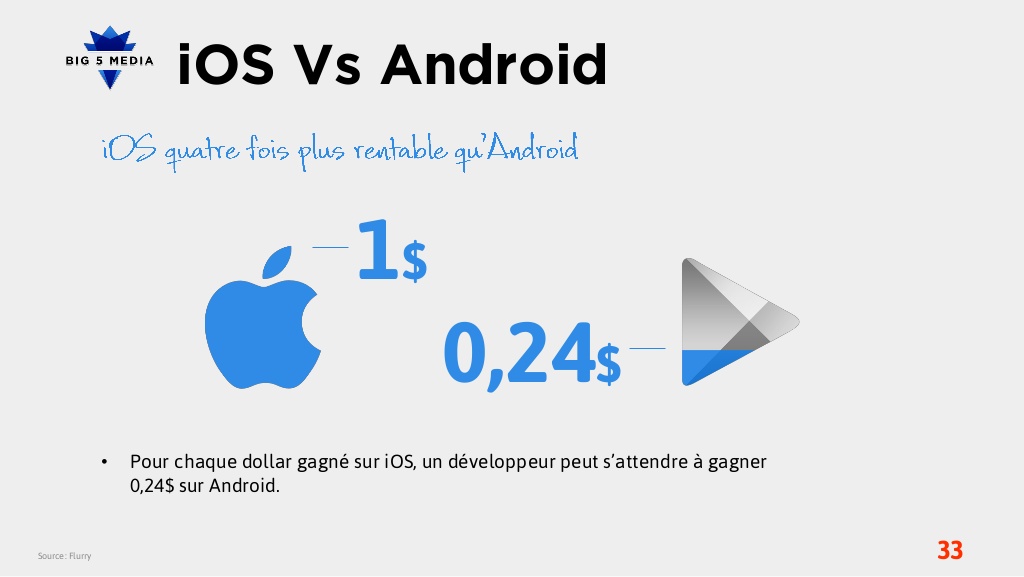 BIG 5 MEDIA
iOS Vs Android
iOS quatre fois plus rentable qu'Android
1$
0,24$
• Pour chaque dollar gagné sur iOS, un développeur peut s’attendre à gagner
0,24$ sur Android.
Source: Flurry
33